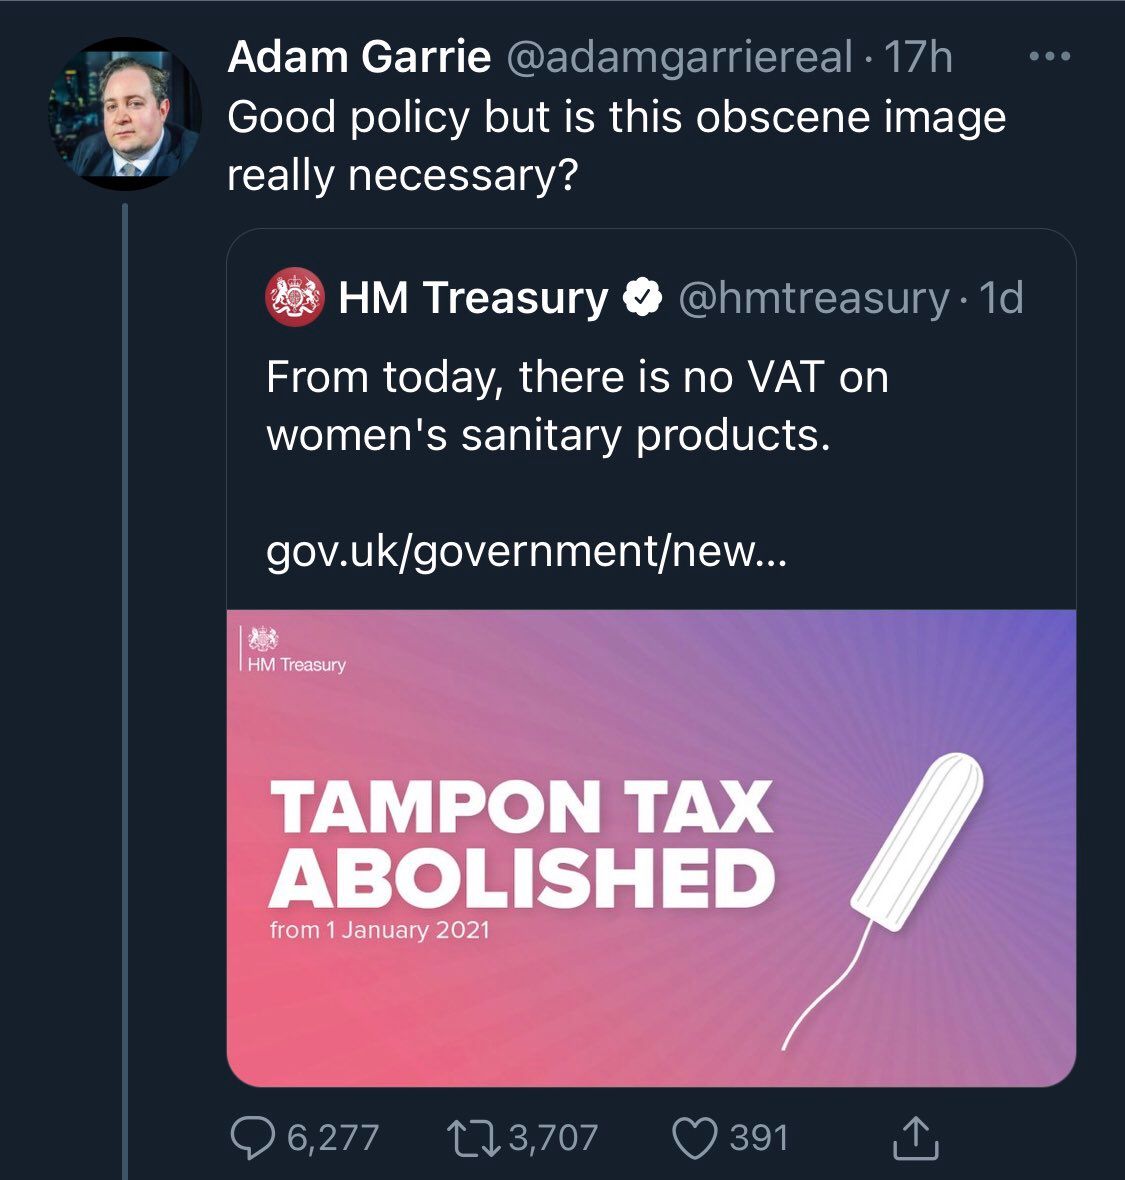 Adam Garrie @adamgarriereal · 17h
Good policy but is this obscene image
really necessary?
HM Treasury @hmtreasury · 1d
From today, there is no VAT on
women's sanitary products.
gov.uk/government/new...
HM Treasury
TAMPON TAX
ABOLISHED
from 1 January 2021
6,277 3,707 391